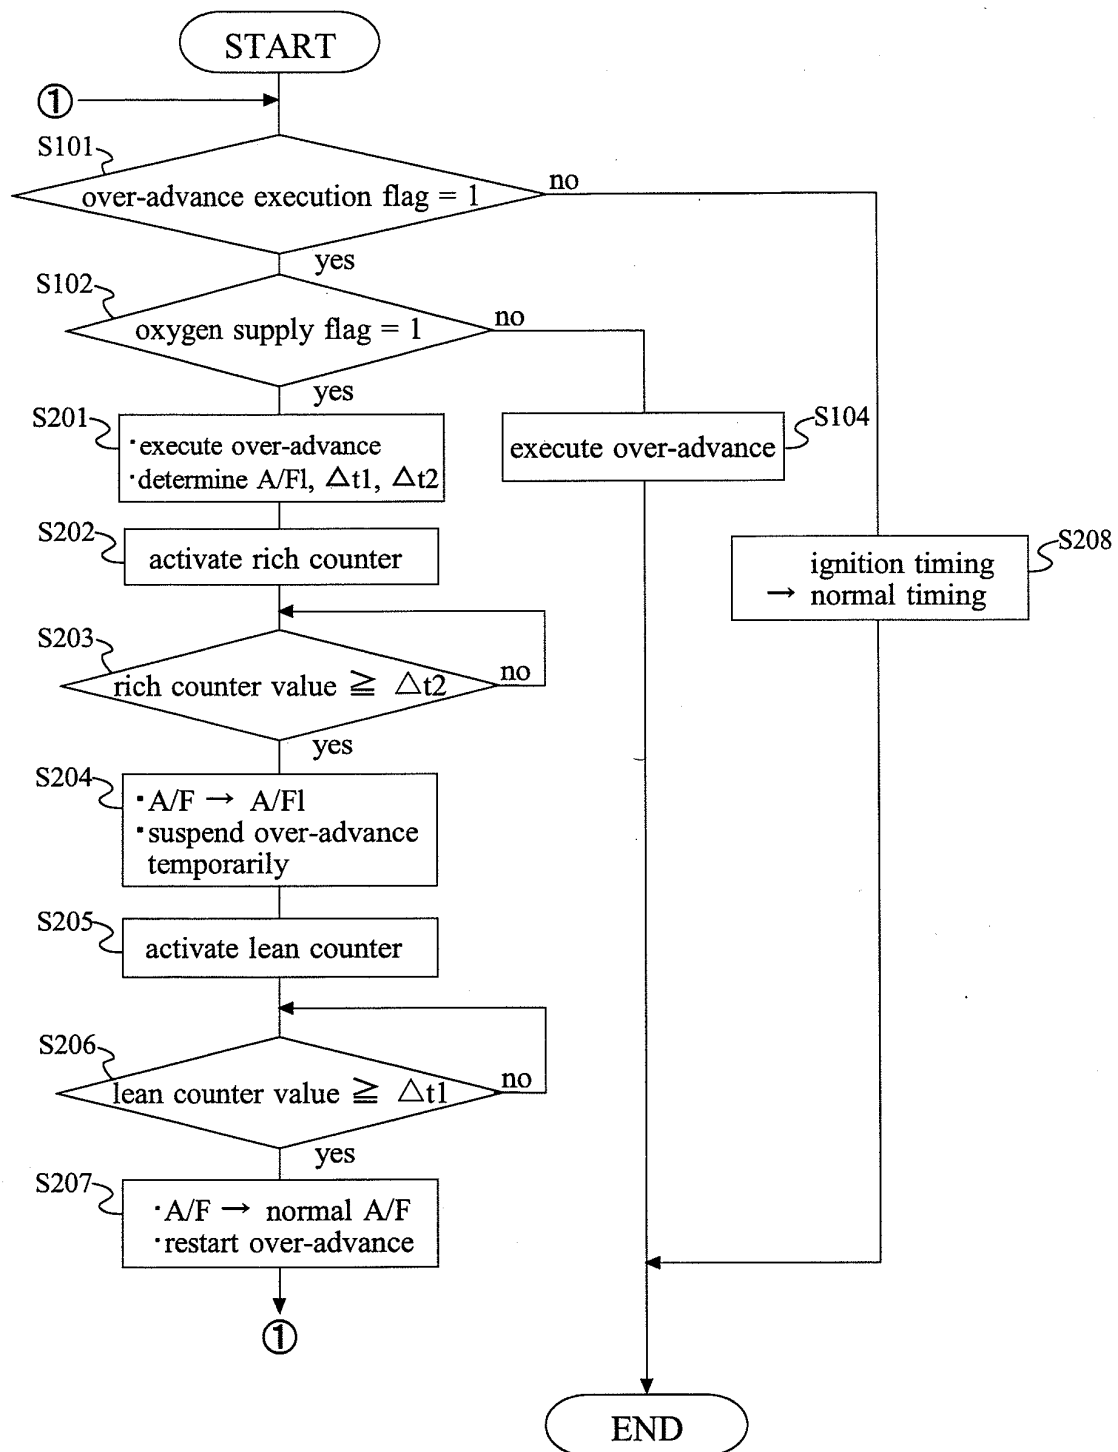 START
①
S101
over-advance execution flag = 1
no
yes
S102
oxygen supply flag = 1
no
yes
S201
・execute over-advance
・determine A/Fl, △t1, △t2
S104
execute over-advance
S202
activate rich counter
S208
ignition timing
→ normal timing
S203
rich counter value ≧ △t2
no
yes
S204
・A/F → A/Fl
・suspend over-advance
temporarily
S205
activate lean counter
S206
lean counter value ≧ △t1
no
yes
S207
・A/F → normal A/F
・restart over-advance
①
END